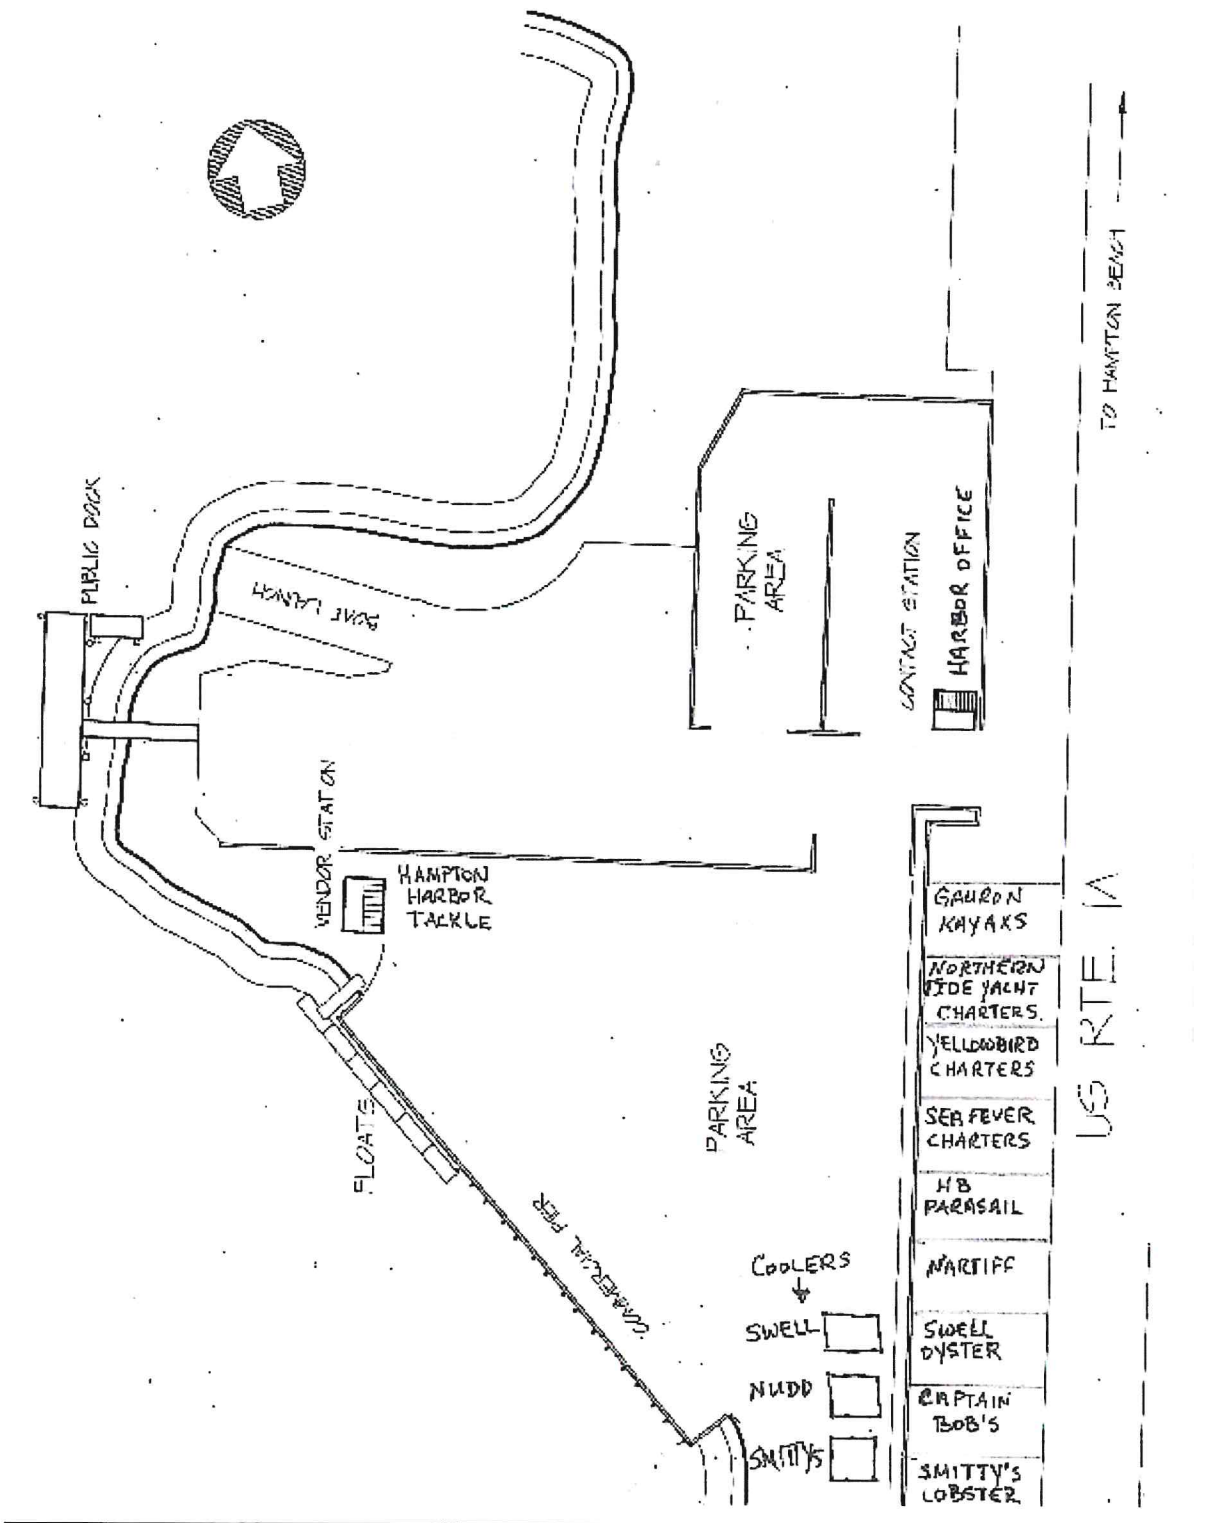 PUBLIC DOCK
BOAT LAUNCH
TO HAMPTON BEACH
PARKING
AREA
CONTACT STATION
HARBOR OFFICE
VENDOR STATION
HAMPTON
HARBOR
TACKLE
GAURON
KAYAKS
NORTHERN
TIDE YACHT
CHARTERS.
YELLOWBIRD
CHARTERS
SEA FEVER
CHARTERS
HB
PARASAIL
NARTIFF
SWELL
OYSTER
CAPTAIN
BOB'S
SMITTY'S
LOBSTER
US RTE 1A
PARKING
AREA
FLOATS
COMMERCIAL PIER
COOLERS
SWELL
NUDD
SMITTYS